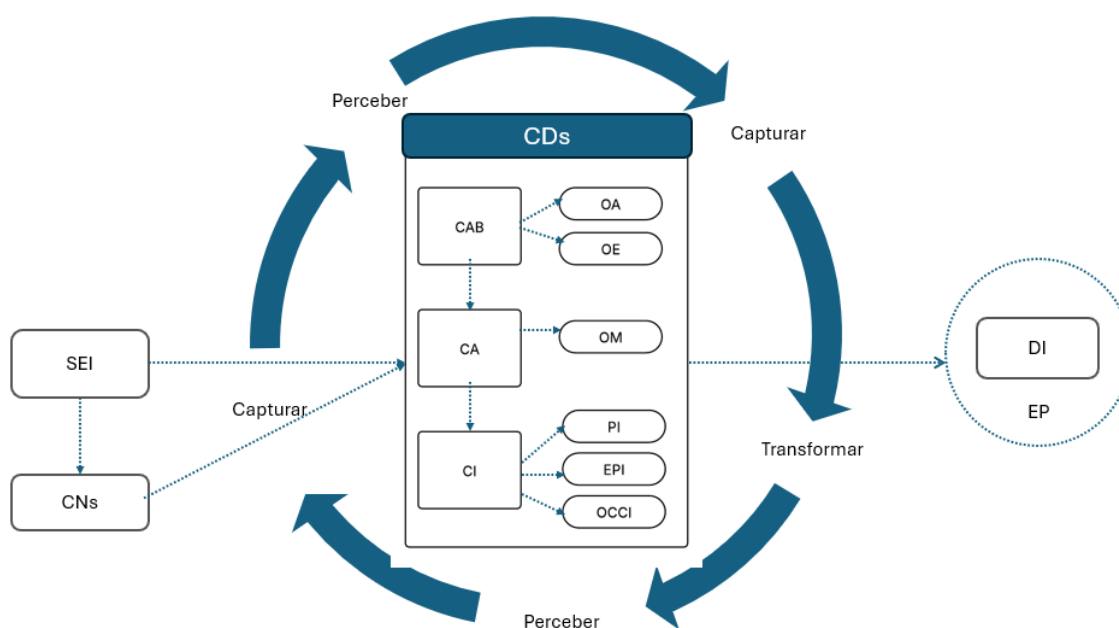 Perceber
CDs
Capturar
CAB
OA
OE
SEI
CA
OM
DI
Capturar
EP
CI
PI
EPI
OCCI
Transformar
CNs
Perceber